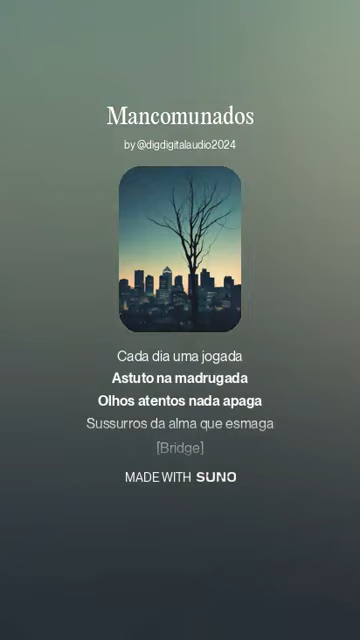 Mancomunados
by @digdigitalaudio2024
Cada dia uma jogada
Astuto na madrugada
Olhos atentos nada apaga
Sussurros da alma que esmaga
[Bridge]
MADE WITH SUNO